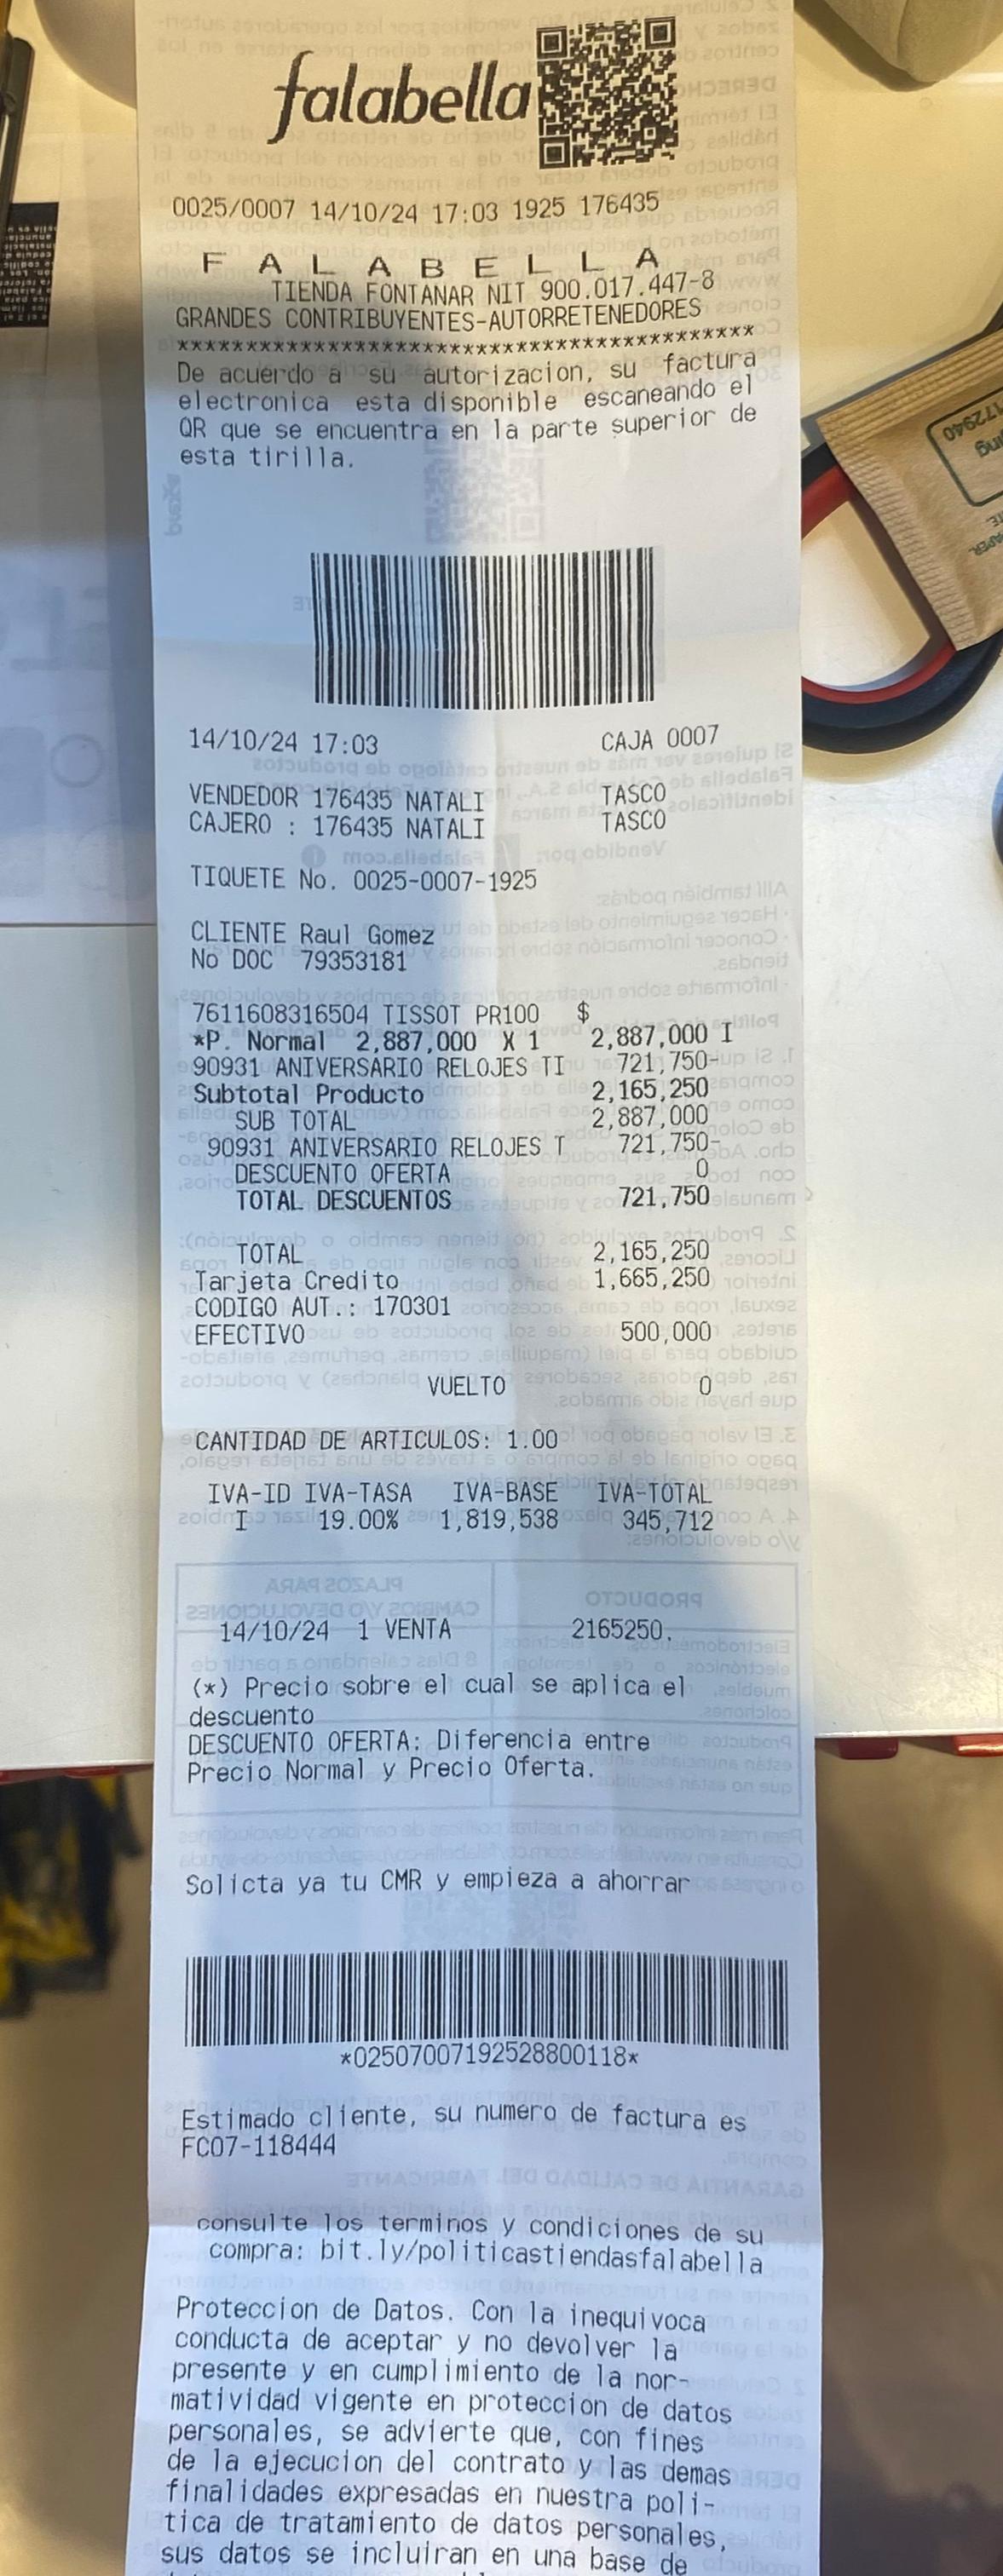 falabella
0025/0007 14/10/24 17:03 1925 176435
F A L A B E L L A
TIENDA FONTANAR NIT 900.017.447-8
GRANDES CONTRIBUYENTES-AUTORRETENEDORES
******************************************
De acuerdo a su autorizacion, su factura
electronica esta disponible escaneando el
QR que se encuentra en la parte superior de
esta tirilla.
14/10/24 17:03 CAJA 0007
VENDEDOR 176435 NATALI TASCO
CAJERO : 176435 NATALI TASCO
TIQUETE No. 0025-0007-1925
CLIENTE Raul Gomez
No DOC 79353181
7611608316504 TISSOT PR100 $
*P. Normal 2,887,000 X 1 2,887,000 I
90931 ANIVERSARIO RELOJES TI 721,750-
Subtotal Producto 2,165,250
SUB TOTAL 2,887,000
90931 ANIVERSARIO RELOJES T 721,750-
DESCUENTO OFERTA 0
TOTAL DESCUENTOS 721,750
TOTAL 2,165,250
Tarjeta Credito 1,665,250
CODIGO AUT.: 170301
EFECTIVO 500,000
VUELTO 0
CANTIDAD DE ARTICULOS: 1.00
IVA-ID IVA-TASA IVA-BASE IVA-TOTAL
I 19.00% 1,819,538 345,712
14/10/24 1 VENTA 2165250.
(*) Precio sobre el cual se aplica el
descuento
DESCUENTO OFERTA: Diferencia entre
Precio Normal y Precio Oferta.
Solicta ya tu CMR y empieza a ahorrar
*02507007192528800118*
Estimado cliente, su numero de factura es
FC07-118444
consulte los terminos y condiciones de su
compra: bit.ly/politicastiendasfalabella
Proteccion de Datos. Con la inequivoca
conducta de aceptar y no devolver la
presente y en cumplimiento de la nor-
matividad vigente en proteccion de datos
personales, se advierte que, con fines
de la ejecucion del contrato y las demas
finalidades expresadas en nuestra poli-
tica de tratamiento de datos personales,
sus datos se incluiran en una base de
172940